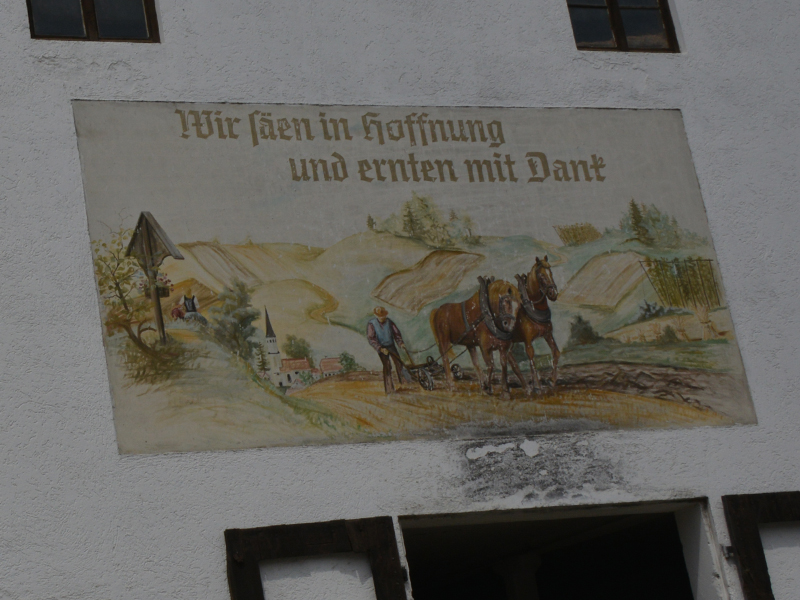 Wir säen in Hoffnung
und ernten mit Dank